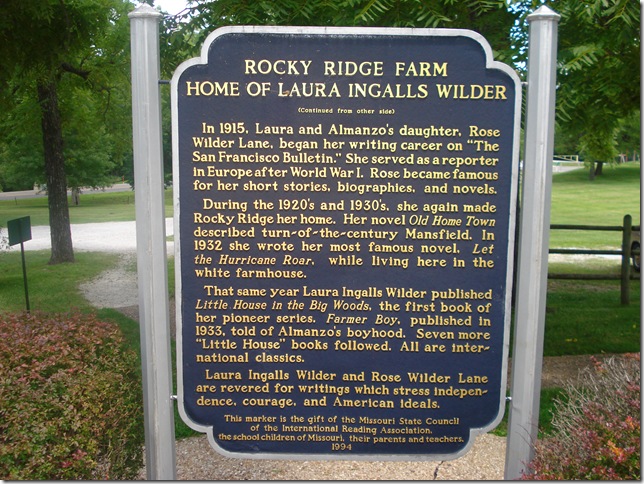 ROCKY RIDGE FARM
HOME OF LAURA INGALLS WILDER
(Continued from other side)
In 1915, Laura and Almanzo's daughter, Rose
Wilder Lane, began her writing career on "The
San Francisco Bulletin." She served as a reporter
in Europe after World War I. Rose became famous
for her short stories, biographies, and novels.
During the 1920's and 1930's, she again made
Rocky Ridge her home. Her novel Old Home Town
described turn-of-the-century Mansfield. In
1932 she wrote her most famous novel, Let
the Hurricane Roar, while living here in the
white farmhouse.
That same year Laura Ingalls Wilder published
Little House in the Big Woods, the first book of
her pioneer series. Farmer Boy, published in
1933, told of Almanzo's boyhood. Seven more
"Little House" books followed. All are inter-
national classics.
Laura Ingalls Wilder and Rose Wilder Lane
are revered for writings which stress indepen-
dence, courage, and American ideals.
This marker is the gift of the Missouri State Council
of the International Reading Association,
the school children of Missouri, their parents and teachers.
1994